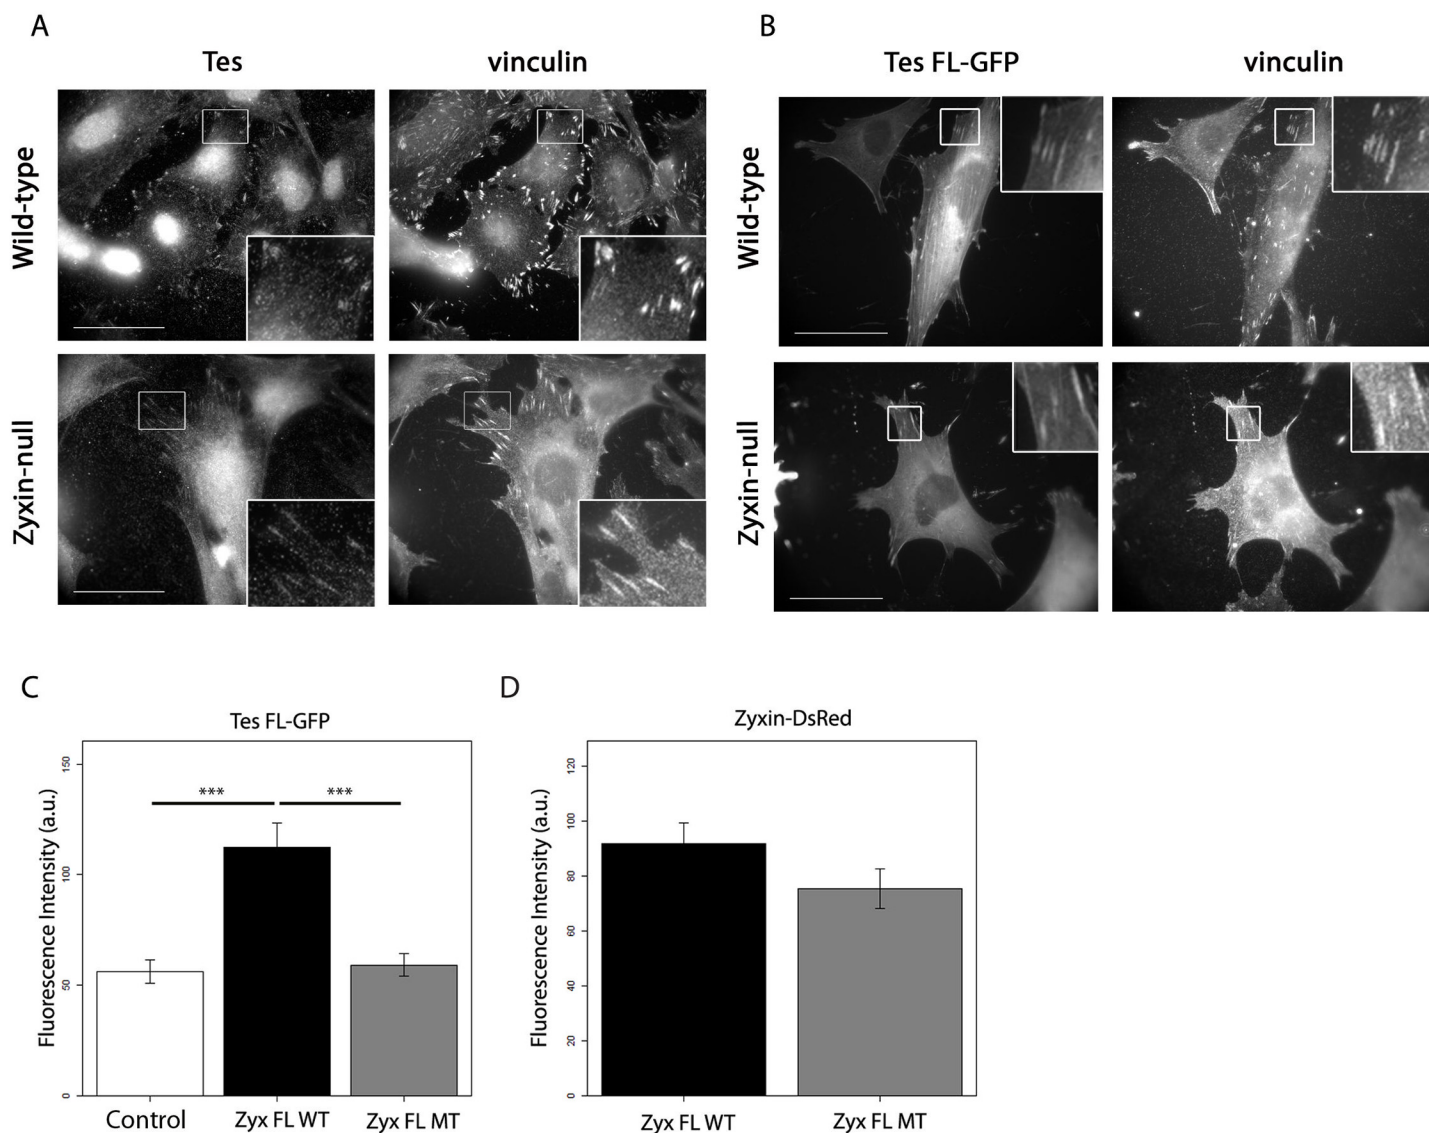 A
B
Tes
vinculin
Tes FL-GFP
vinculin
Wild-type
Wild-type
Zyxin-null
Zyxin-null
C
D
Tes FL-GFP
Zyxin-DsRed
Fluorescence Intensity (a.u.)
150
100
50
0
***
***
Control
Zyx FL WT
Zyx FL MT
Fluorescence Intensity (a.u.)
120
100
80
60
40
20
0
Zyx FL WT
Zyx FL MT